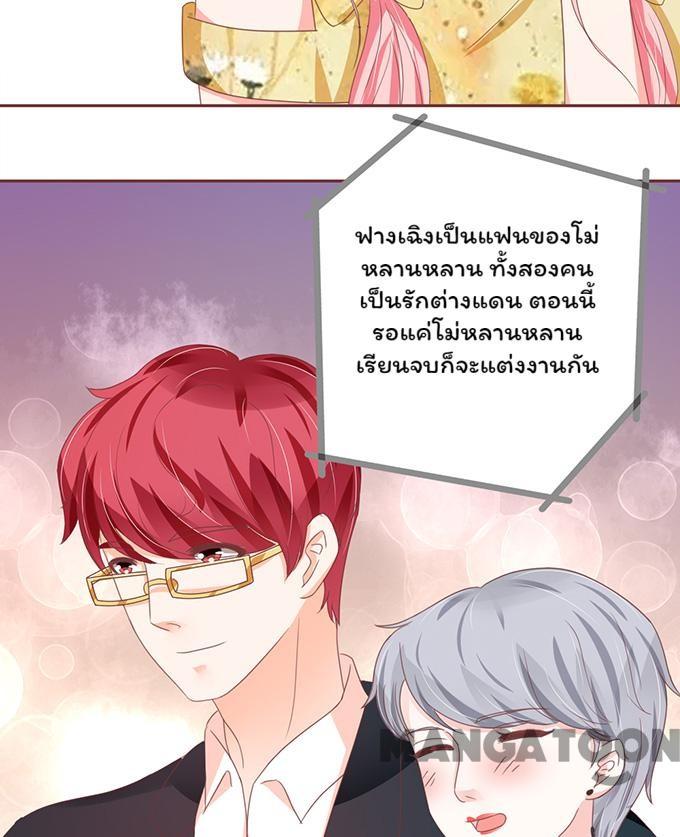 ฟางเฉิงเป็นแฟนของโม่
หลานหลาน ทั้งสองคน
เป็นรักต่างแดน ตอนนี้
รอแค่โม่หลานหลาน
เรียนจบก็จะแต่งงานกัน
MANGATOON